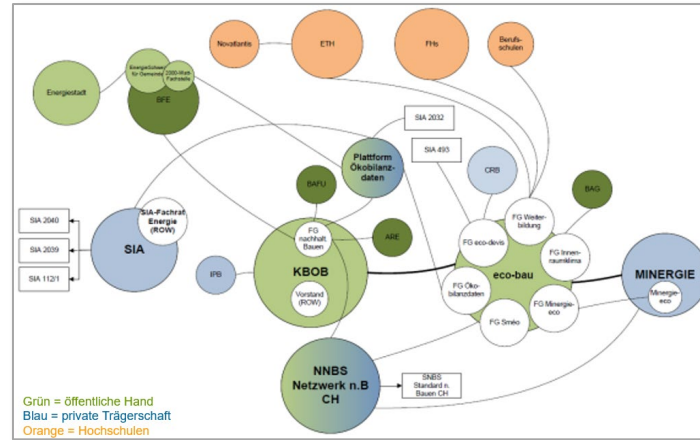 Novatlantis
ETH
FHs
Berufs-
schulen
Energiestadt
EnergieSchweiz
für Gemeinden
2000-Watt
Fachstelle
BFE
SIA 2032
SIA 493
Plattform
Ökobilanz-
daten
CRB
BAFU
BAG
SIA-Fachrat
Energie
(ROW)
SIA
SIA 2040
SIA 2039
SIA 112/1
FG
nachhalt.
Bauen
ARE
KBOB
Vorstand
(ROW)
IPB
FG Weiter-
bildung
FG eco-devis
FG Innen-
raumklima
eco-bau
FG Öko-
bilanzdaten
FG Minergie-
eco
FG Sméo
MINERGIE
Minergie-
eco
NNBS
Netzwerk n.B
CH
SNBS
Standard n.
Bauen CH
Grün = öffentliche Hand
Blau = private Trägerschaft
Orange = Hochschulen